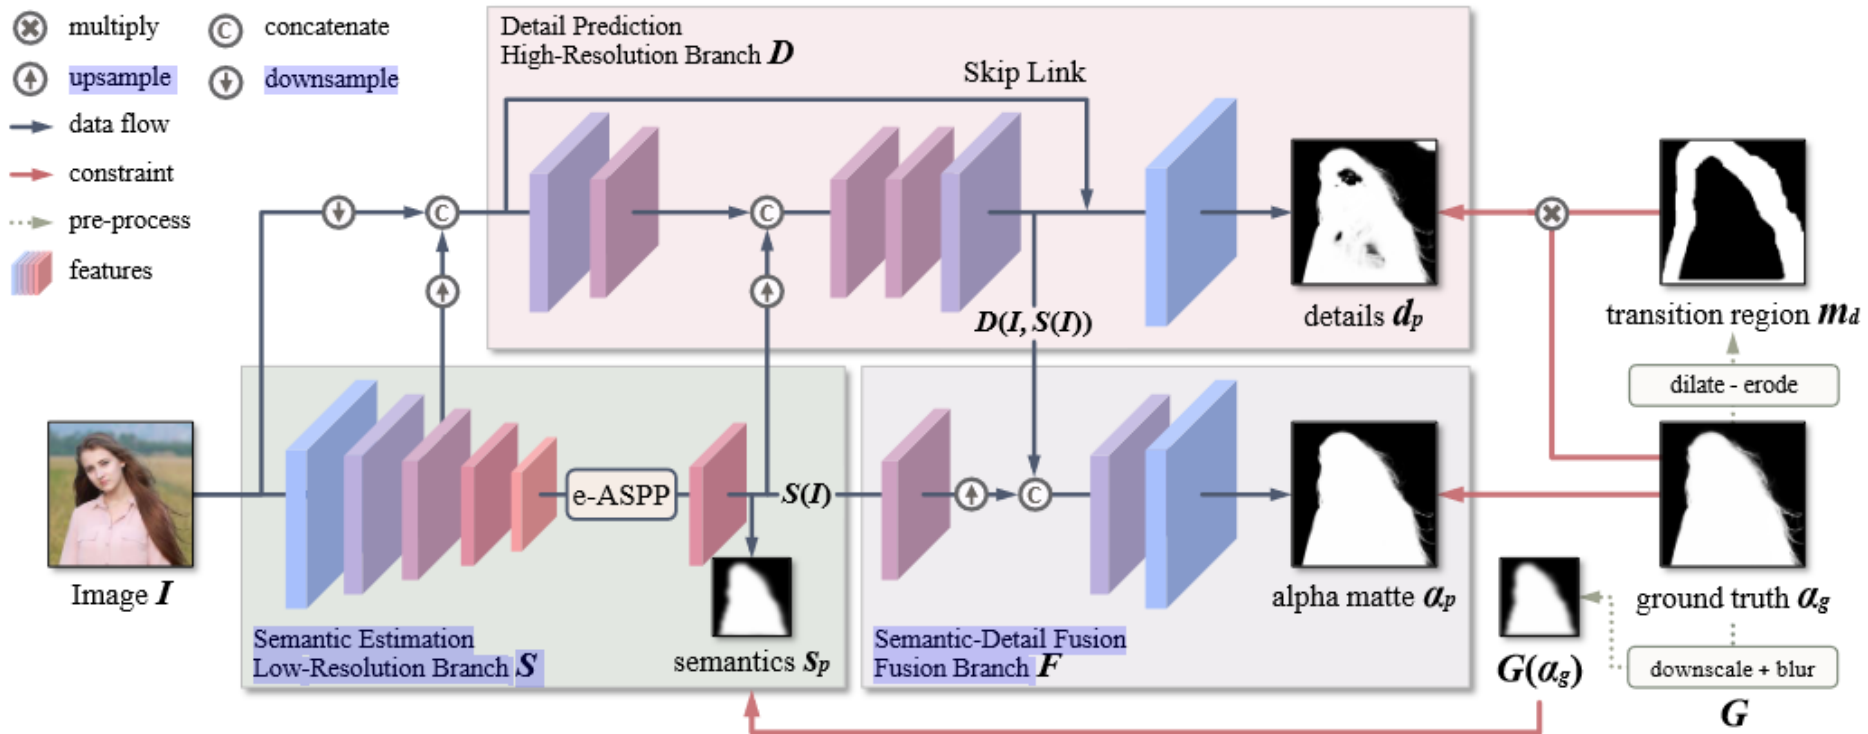 multiply
concatenate
upsample
downsample
data flow
constraint
pre-process
features
Detail Prediction
High-Resolution Branch D
Skip Link
C
C
D(I, S(I))
details dp
transition region md
dilate - erode
Image I
e-ASPP
S(I)
C
semantics sp
Semantic Estimation
Low-Resolution Branch S
Semantic-Detail Fusion
Fusion Branch F
alpha matte αp
ground truth αg
G(αg)
downscale + blur
G